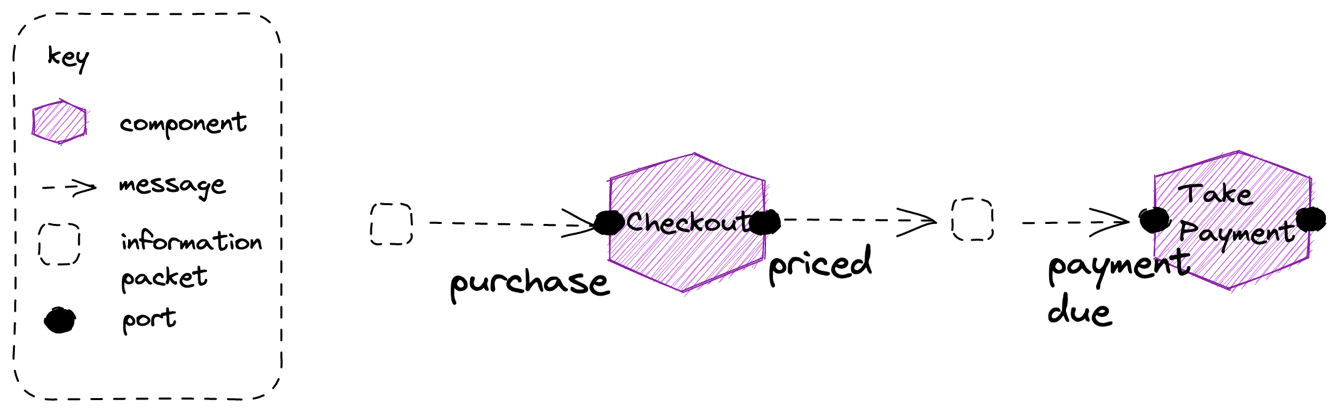 key
component
message
information
packet
port
Checkout
purchase
priced
Take
Payment
payment
due